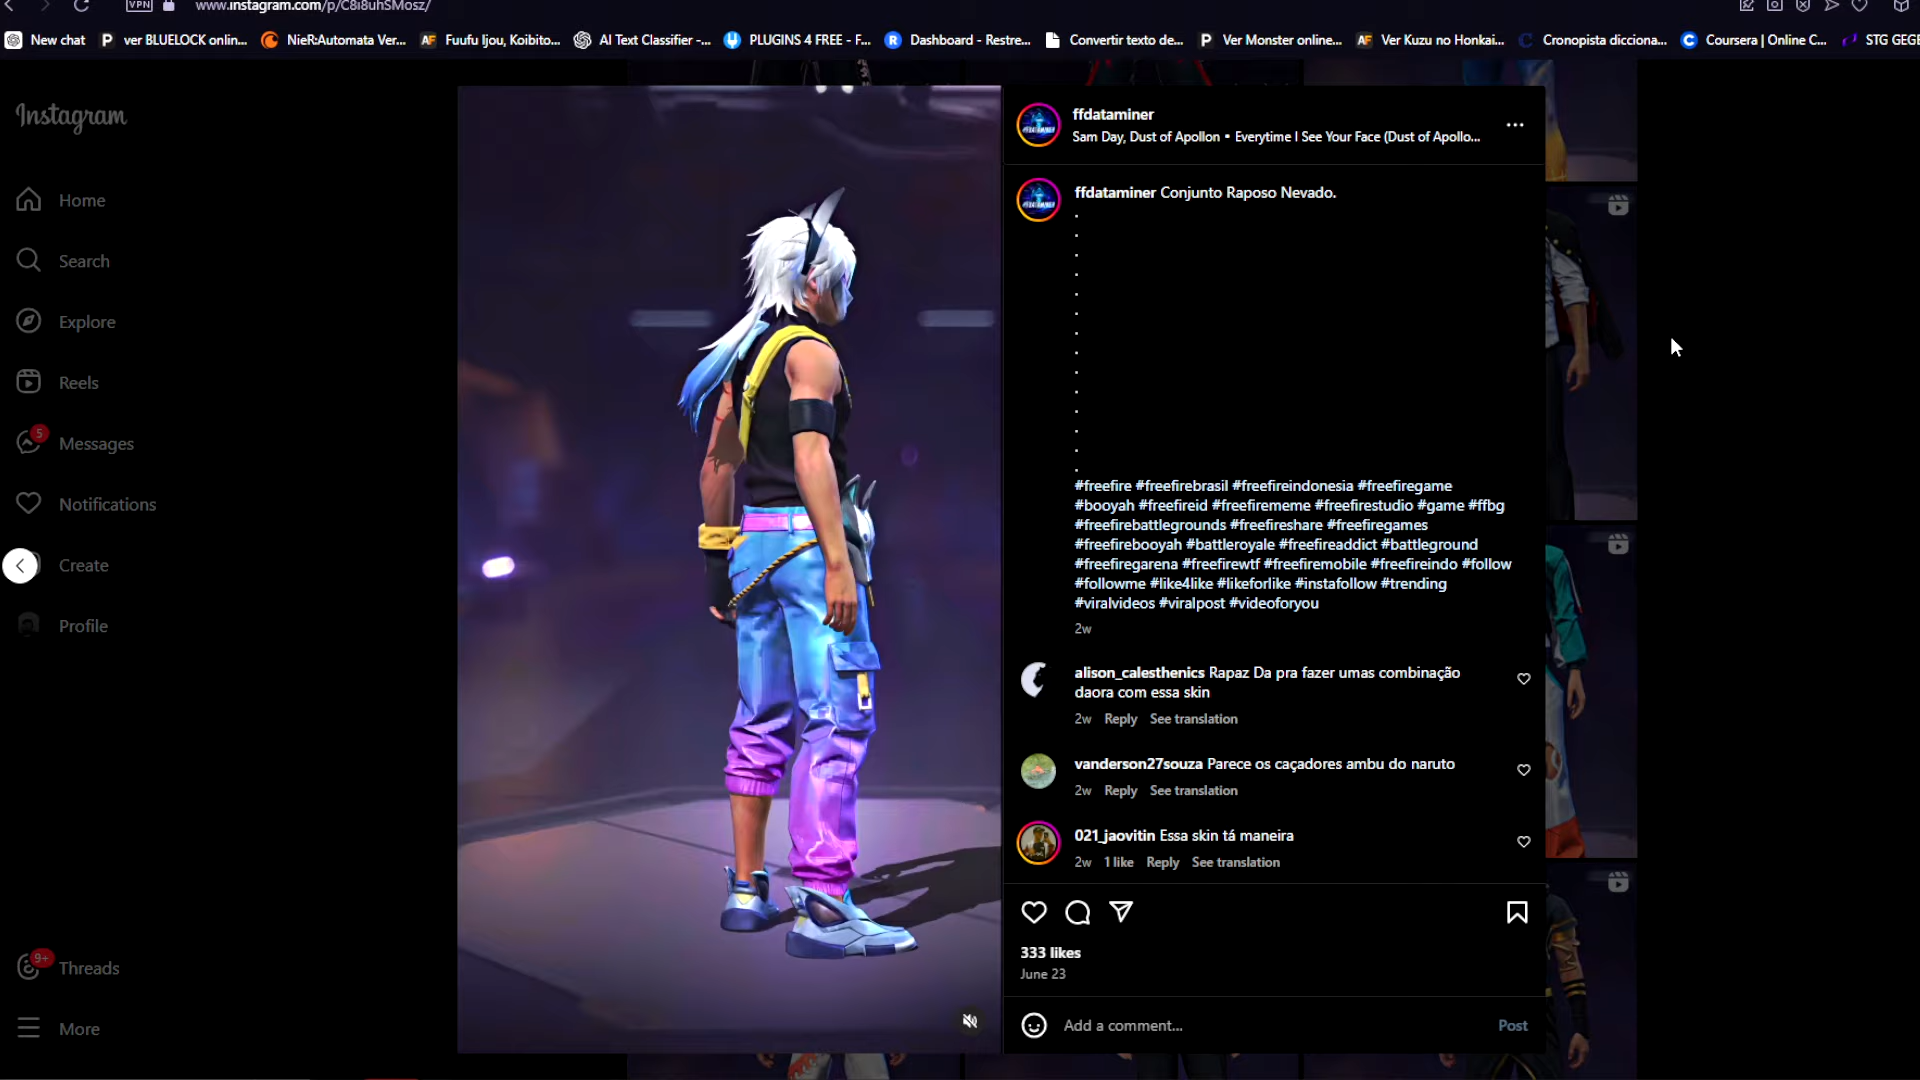 VPN www.instagram.com/p/C8i8uhSMosz/
New chat ver BLUELOCK onlin... NieR:Automata Ver... Fuufu Ijou, Koibito... AI Text Classifier -... PLUGINS 4 FREE - F... Dashboard - Restre... Convertir texto de... Ver Monster online... Ver Kuzu no Honkai... Cronopista dicciona... Coursera | Online C... STG GEGE
Instagram
Home
Search
Explore
Reels
5
Messages
Notifications
Create
Profile
9+
Threads
More
ffdataminer
Sam Day, Dust of Apollon • Everytime I See Your Face (Dust of Apollo...
ffdataminer Conjunto Raposo Nevado.
.
.
.
.
.
.
.
.
.
.
.
.
.
.
#freefire #freefirebrasil #freefireindonesia #freefiregame
#booyah #freefireid #freefirememe #freefirestudio #game #ffbg
#freefirebattlegrounds #freefireshare #freefiregames
#freefirebooyah #battleroyale #freefireaddict #battleground
#freefiregarena #freefirewtf #freefiremobile #freefireindo #follow
#followme #like4like #likeforlike #instafollow #trending
#viralvideos #viralpost #videoforyou
2w
alison_calesthenics Rapaz Da pra fazer umas combinação
daora com essa skin
2w Reply See translation
vanderson27souza Parece os caçadores ambu do naruto
2w Reply See translation
021_jaovitin Essa skin tá maneira
2w 1 like Reply See translation
333 likes
June 23
Add a comment...
Post